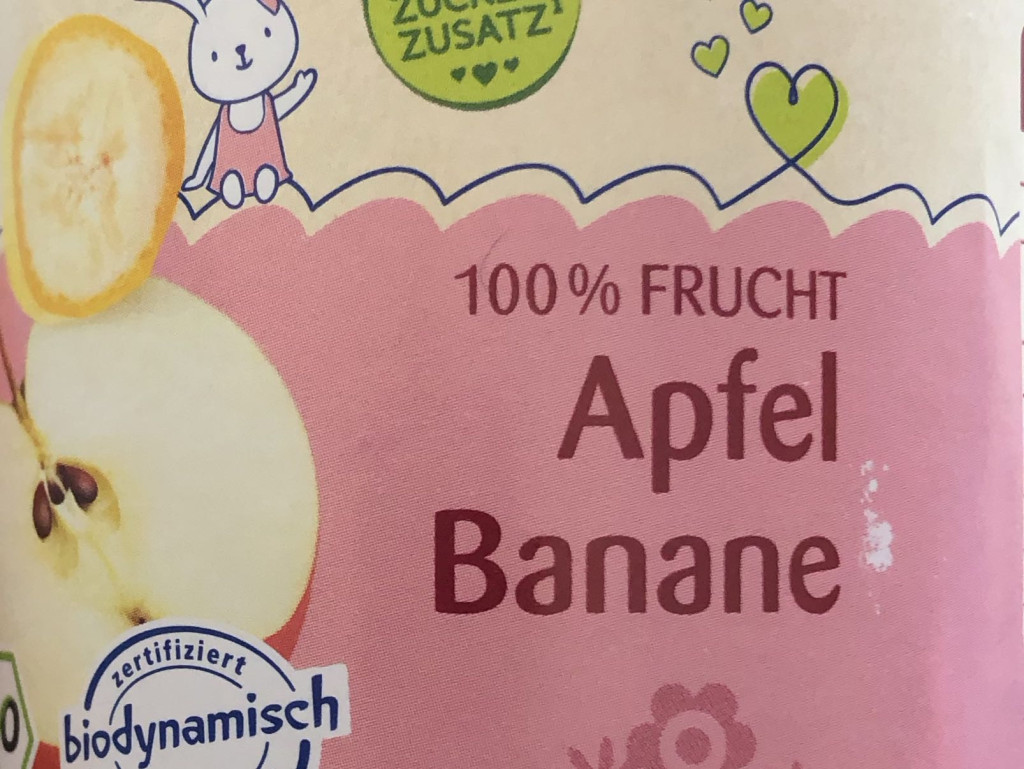 ZUSATZ
100% FRUCHT
Apfel
Banane
zertifiziert
biodynamisch